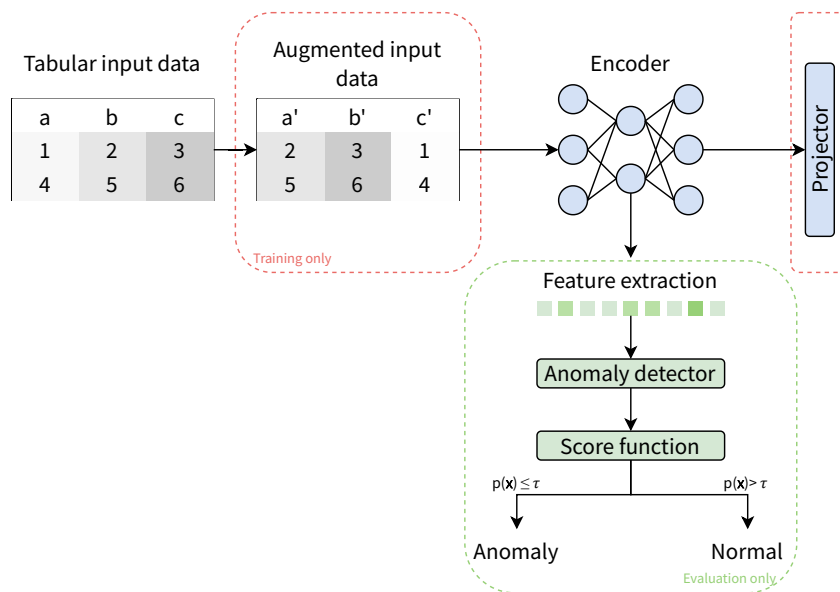 Tabular input data
a b c
1 2 3
4 5 6
Augmented input
data
a' b' c'
2 3 1
5 6 4
Training only
Encoder
Projector
Feature extraction
Anomaly detector
Score function
p(x) ≤ τ
p(x)> τ
Anomaly
Normal
Evaluation only